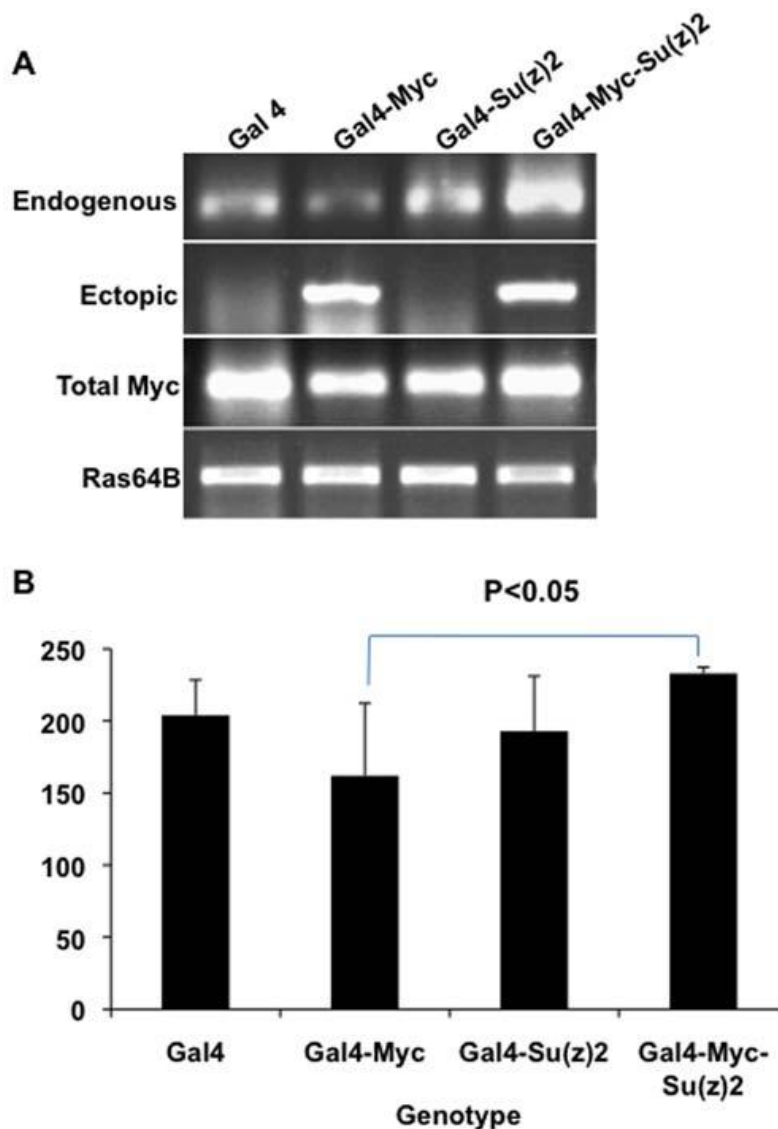 A
Gal 4
Gal4-Myc
Gal4-Su(z)2
Gal4-Myc-Su(z)2
Endogenous
Ectopic
Total Myc
Ras64B
B
P<0.05
250
200
150
100
50
0
Gal4
Gal4-Myc
Gal4-Su(z)2
Gal4-Myc-
Su(z)2
Genotype